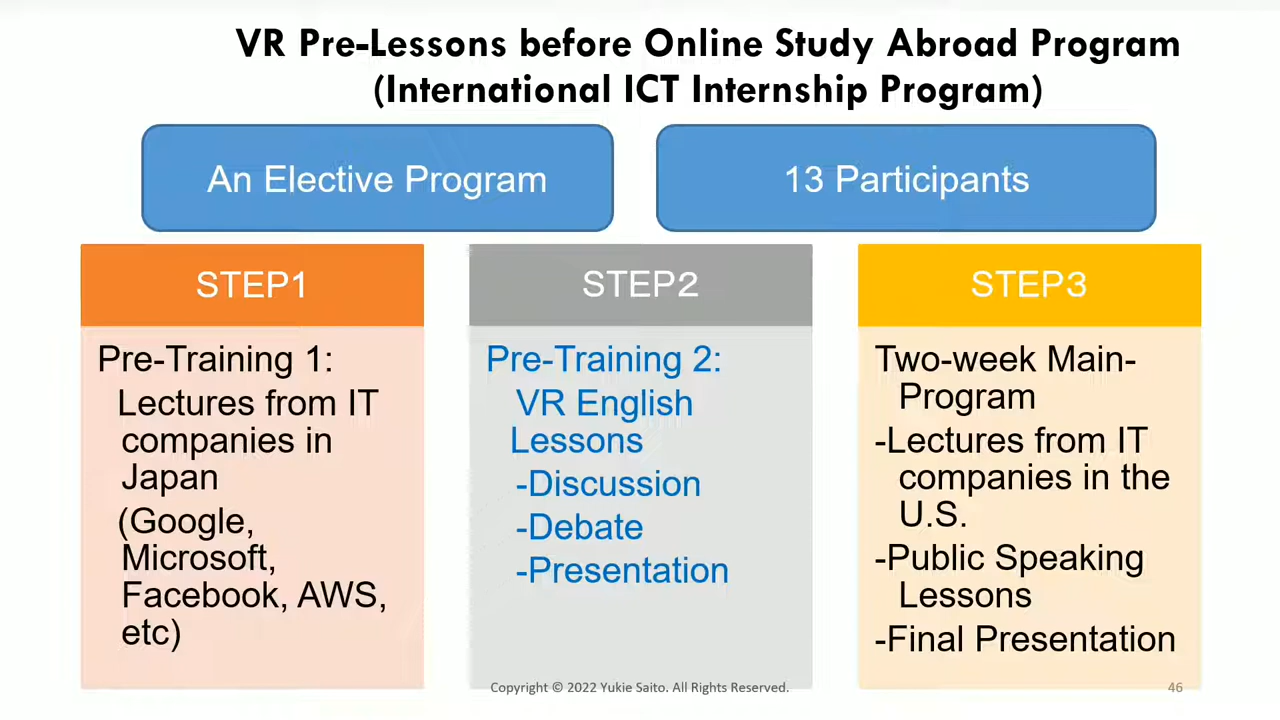 VR Pre-Lessons before Online Study Abroad Program
(International ICT Internship Program)
An Elective Program
13 Participants
STEP1
Pre-Training 1:
Lectures from IT
companies in
Japan
(Google,
Microsoft,
Facebook, AWS,
etc)
STEP2
Pre-Training 2:
VR English
Lessons
-Discussion
-Debate
-Presentation
STEP3
Two-week Main-
Program
-Lectures from IT
companies in the
U.S.
-Public Speaking
Lessons
-Final Presentation
Copyright © 2022 Yukie Saito. All Rights Reserved.
46